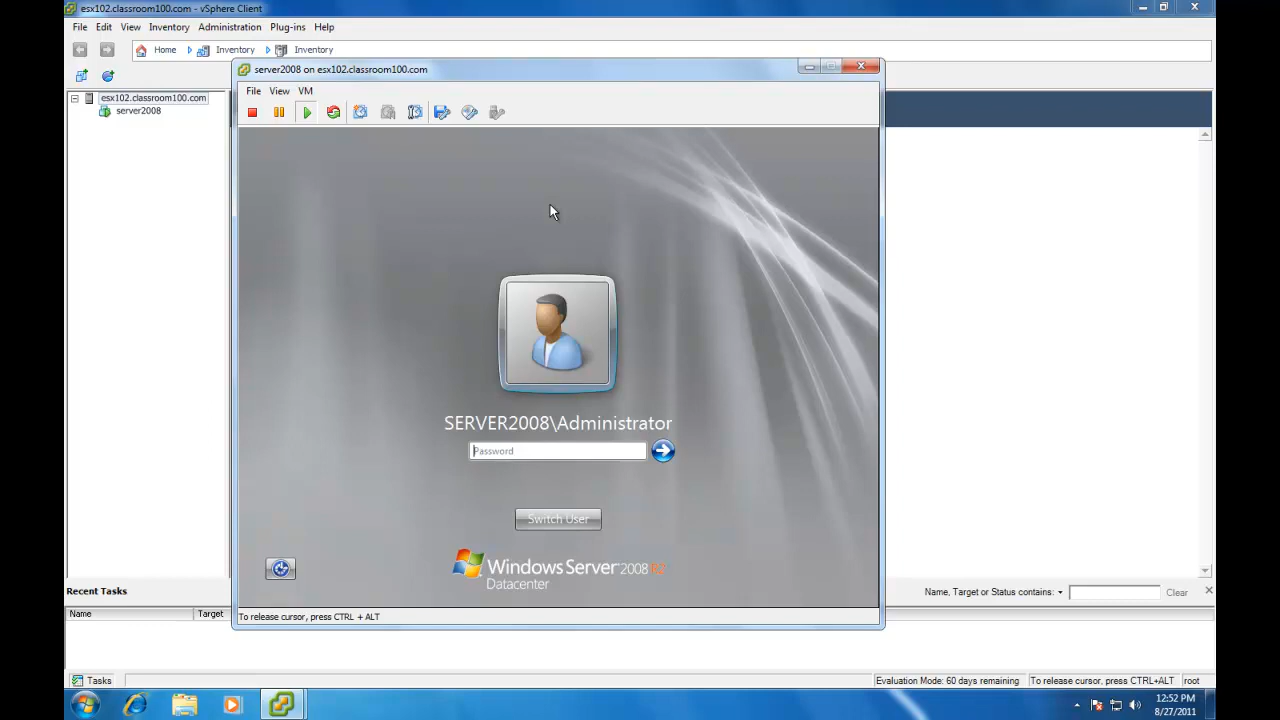 esx102.classroom100.com - vSphere Client
File Edit View Inventory Administration Plug-ins Help
Home Inventory Inventory
esx102.classroom100.com
server2008
server2008 on esx102.classroom100.com
File View VM
SERVER2008\Administrator
Password
Switch User
Windows Server 2008 R2
Datacenter
To release cursor, press CTRL + ALT
Recent Tasks
Name, Target or Status contains: Clear
Name Target
Tasks
Evaluation Mode: 60 days remaining To release cursor, press CTRL+ALT root
12:52 PM
8/27/2011